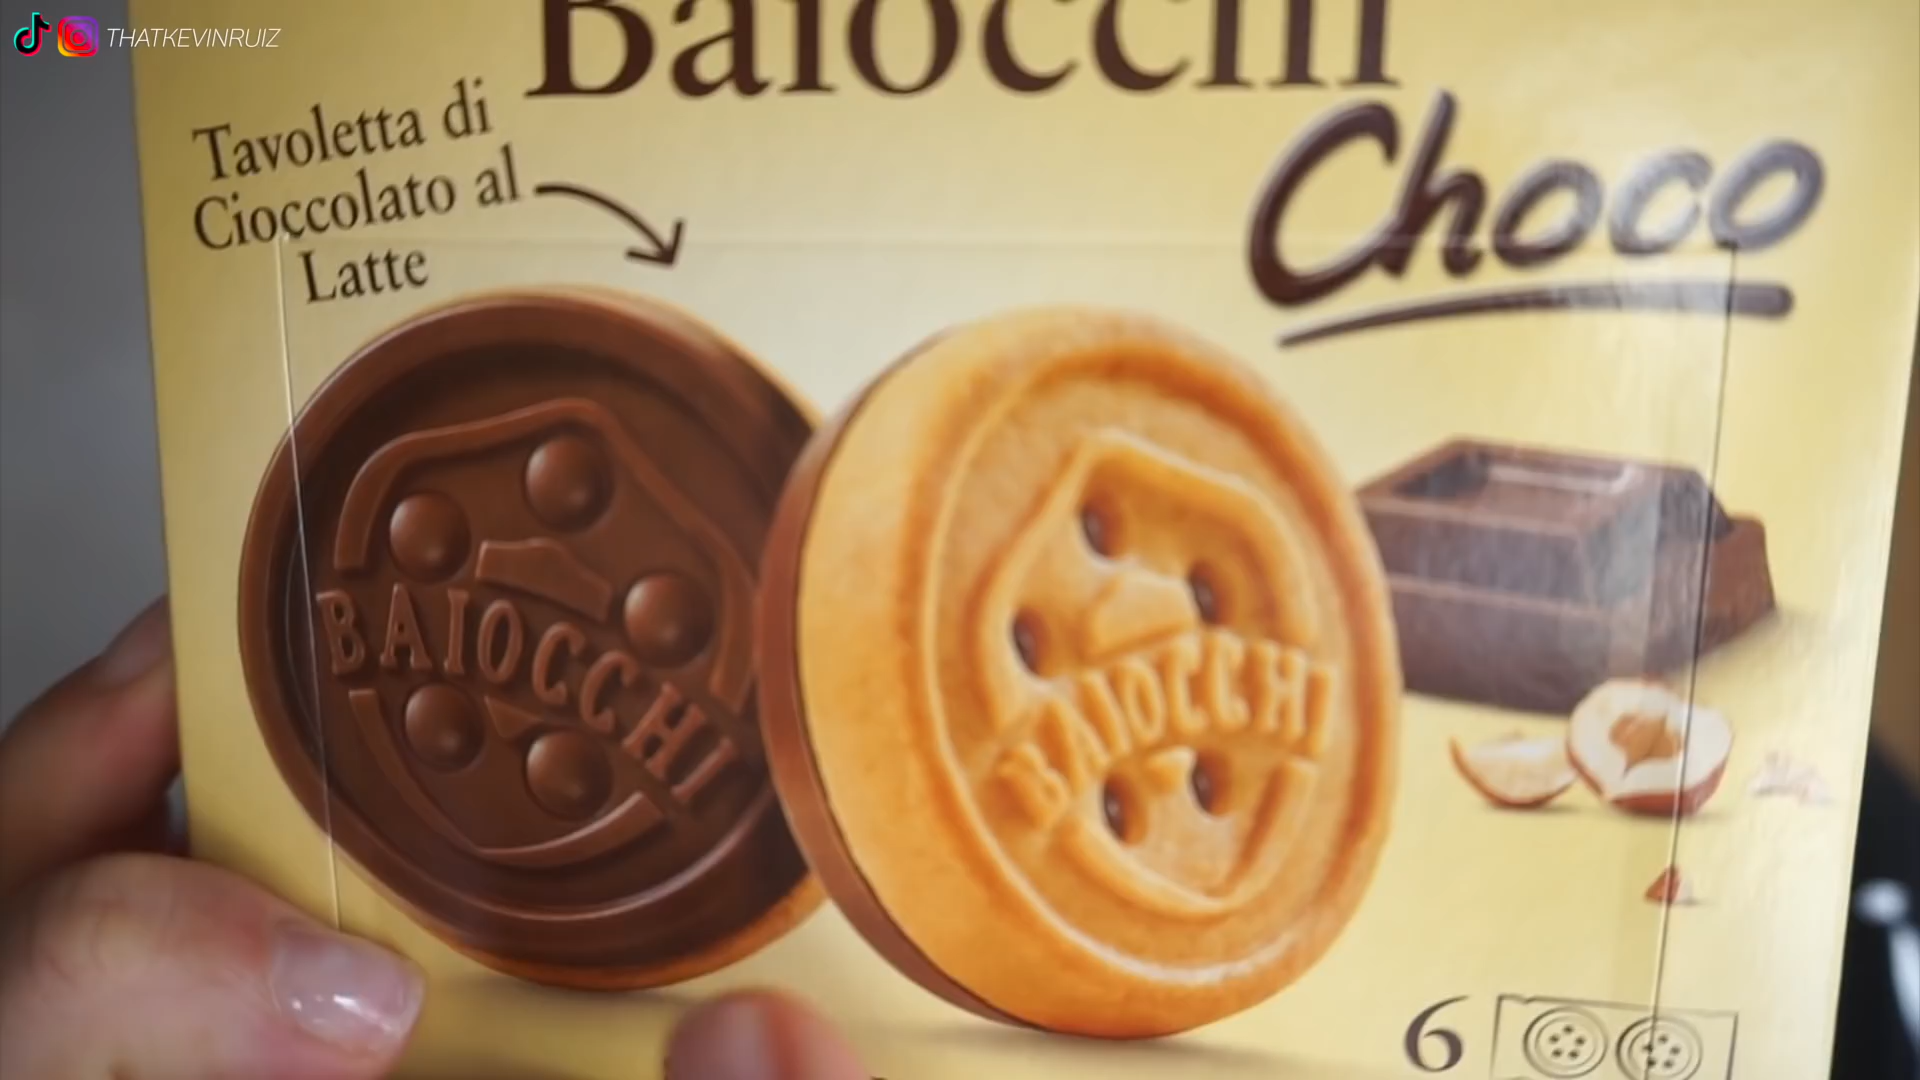 THATKEVINRUIZ
Baiocchi
Choco
Tavoletta di
Cioccolato al
Latte
BAIOCCHI
BAIOCCHI
6